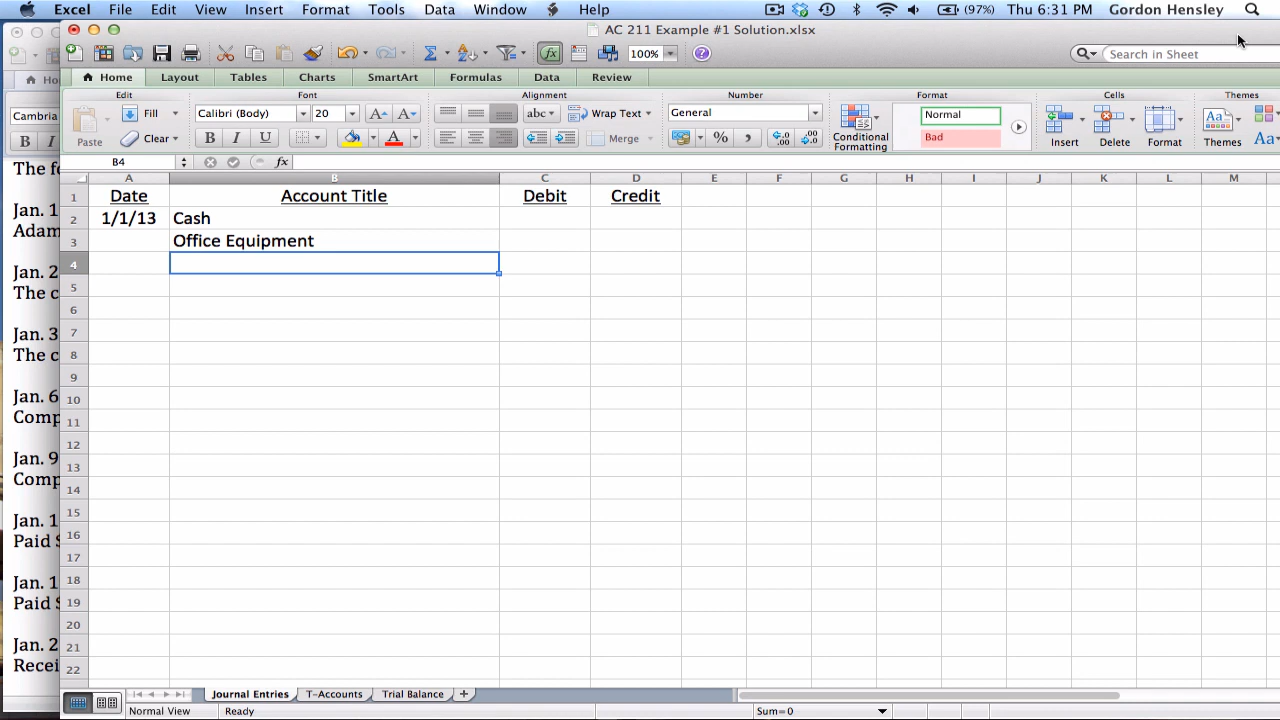 Excel File Edit View Insert Format Tools Data Window Help (97%) Thu 6:31 PM Gordon Hensley
AC 211 Example #1 Solution.xlsx
100% Search in Sheet
Home Layout Tables Charts SmartArt Formulas Data Review
Edit Font Alignment Number Format Cells Themes
Fill Calibri (Body) 20 abc Wrap Text General Normal
Paste Clear B I U Merge % Conditional Formatting Bad Insert Delete Format Themes Aa
B4 fx
A B C D E F G H I J K L M
1 Date Account Title Debit Credit
2 1/1/13 Cash
3 Office Equipment
4
5
6
7
8
9
10
11
12
13
14
15
16
17
18
19
20
21
22
Journal Entries T-Accounts Trial Balance
Normal View Ready Sum=0
Ho
Cambria
B I
The fe
Jan. 1
Adam
Jan. 2
The c
Jan. 3
The c
Jan. 6
Comp
Jan. 9
Comp
Jan. 1
Paid S
Jan. 1
Paid S
Jan. 2
Recei